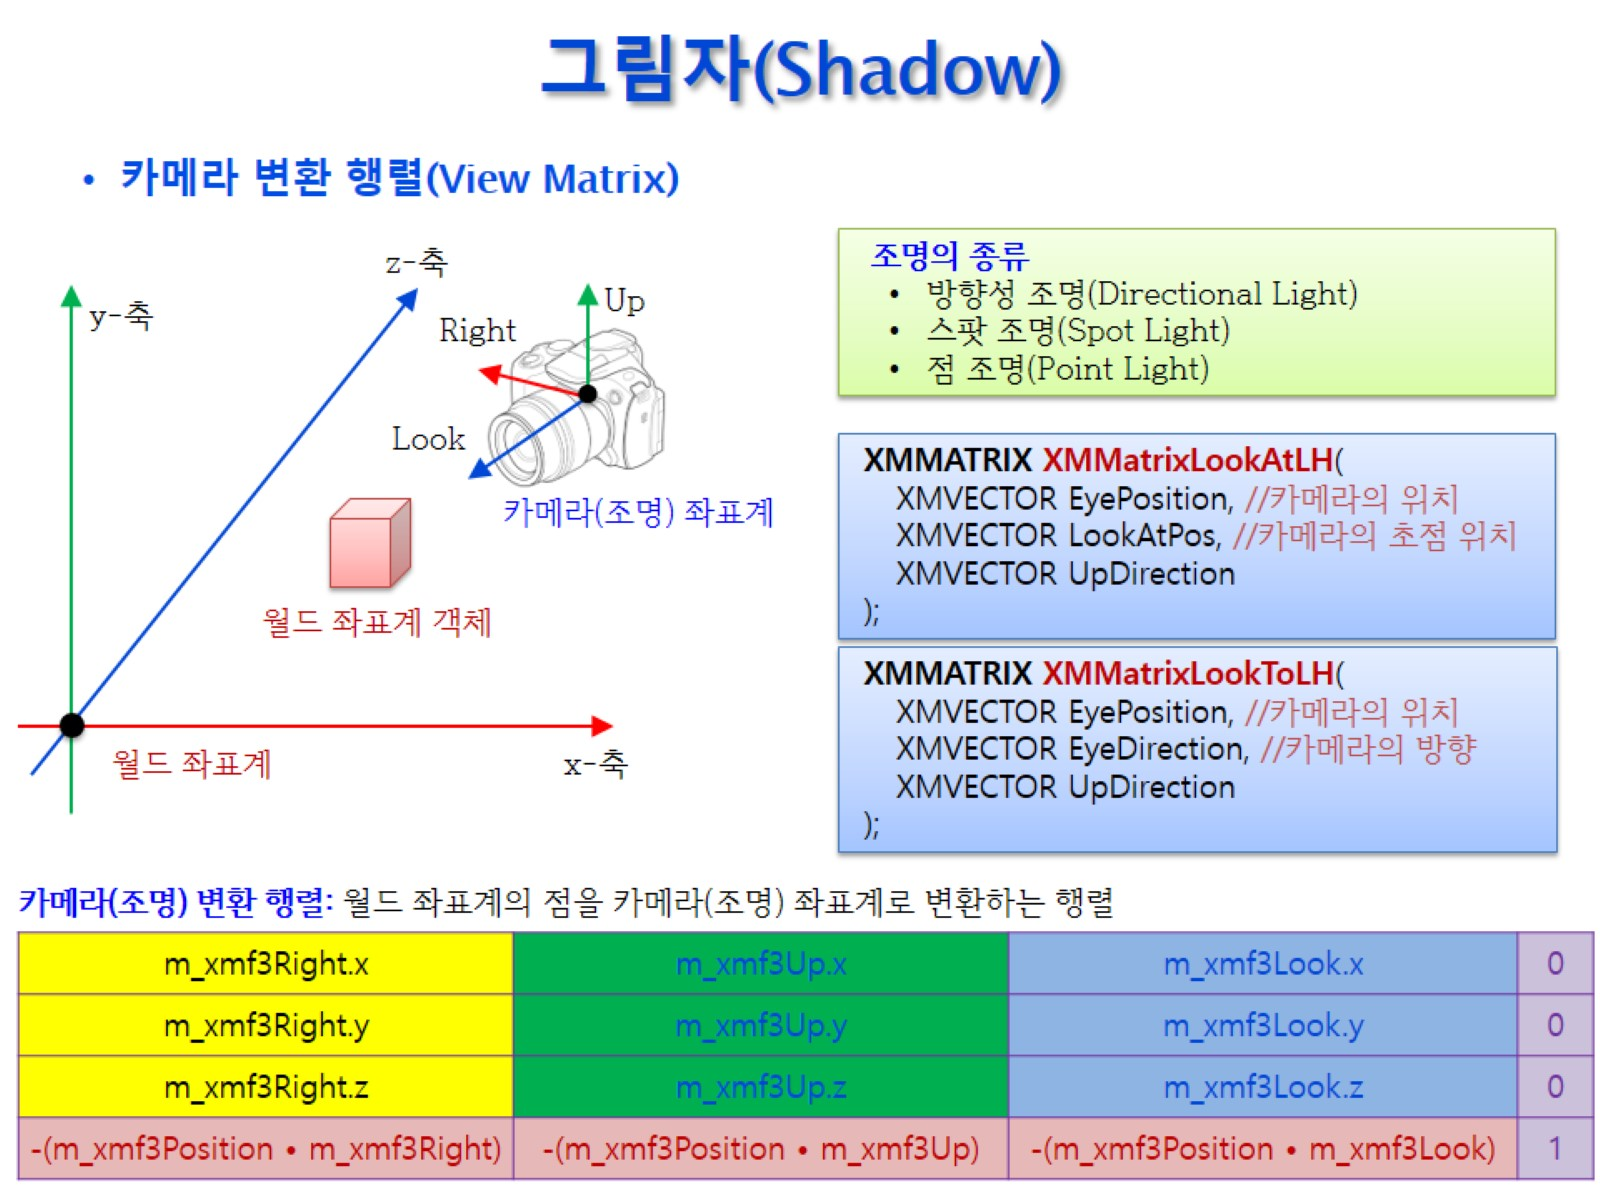 그림자(Shadow)
• 카메라 변환 행렬(View Matrix)
z-축
y-축
Up
Right
Look
카메라(조명) 좌표계
월드 좌표계 객체
월드 좌표계
x-축
조명의 종류
• 방향성 조명(Directional Light)
• 스팟 조명(Spot Light)
• 점 조명(Point Light)
XMMATRIX XMMatrixLookAtLH(
XMVECTOR EyePosition, //카메라의 위치
XMVECTOR LookAtPos, //카메라의 초점 위치
XMVECTOR UpDirection
);
XMMATRIX XMMatrixLookToLH(
XMVECTOR EyePosition, //카메라의 위치
XMVECTOR EyeDirection, //카메라의 방향
XMVECTOR UpDirection
);
카메라(조명) 변환 행렬: 월드 좌표계의 점을 카메라(조명) 좌표계로 변환하는 행렬
m_xmf3Right.x m_xmf3Up.x m_xmf3Look.x 0
m_xmf3Right.y m_xmf3Up.y m_xmf3Look.y 0
m_xmf3Right.z m_xmf3Up.z m_xmf3Look.z 0
-(m_xmf3Position • m_xmf3Right) -(m_xmf3Position • m_xmf3Up) -(m_xmf3Position • m_xmf3Look) 1